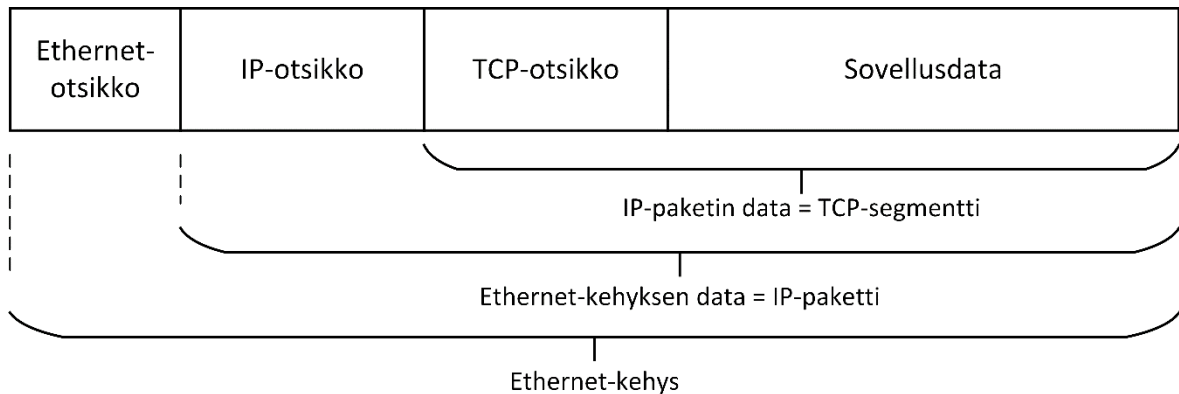 Ethernet-
otsikko
IP-otsikko
TCP-otsikko
Sovellusdata
IP-paketin data = TCP-segmentti
Ethernet-kehyksen data = IP-paketti
Ethernet-kehys